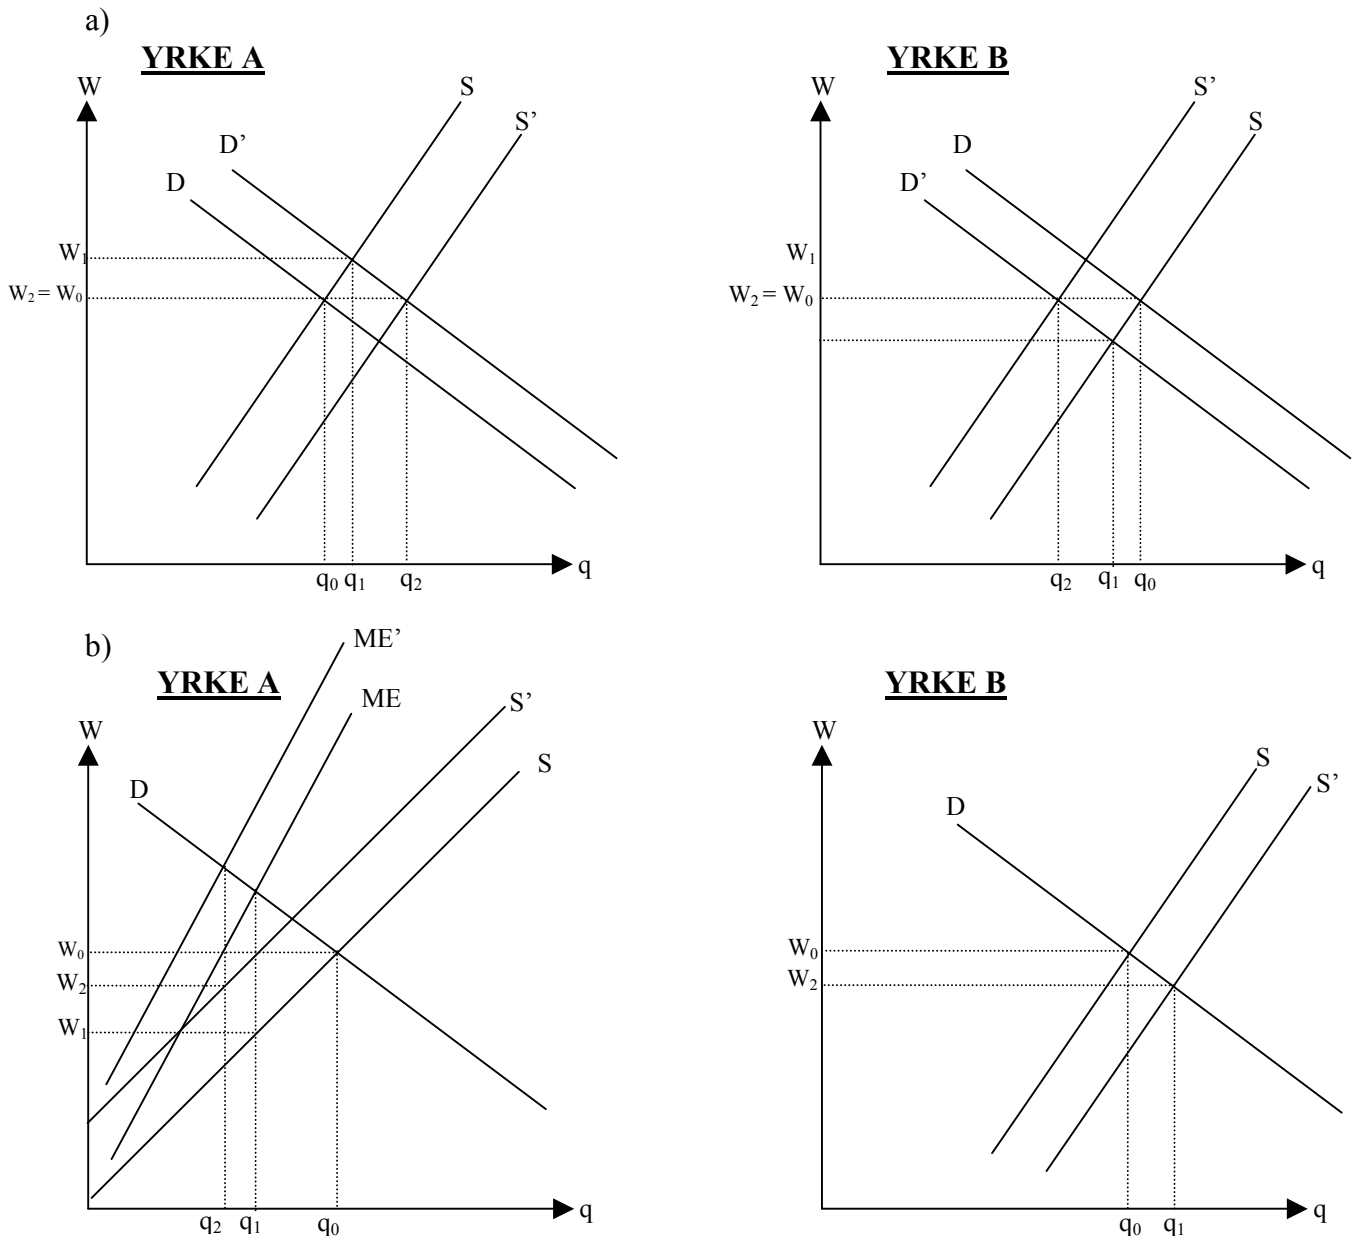 a)
YRKE A
W
S
S’
D’
D
W₁
W₂ = W₀
q₀ q₁ q₂
q
YRKE B
W
S’
S
D
D’
W₁
W₂ = W₀
q₂ q₁ q₀
q
b)
YRKE A
ME’
ME
S’
S
W
D
W₀
W₂
W₁
q₂ q₁ q₀
q
YRKE B
W
S
S’
D
W₀
W₂
q₀ q₁
q